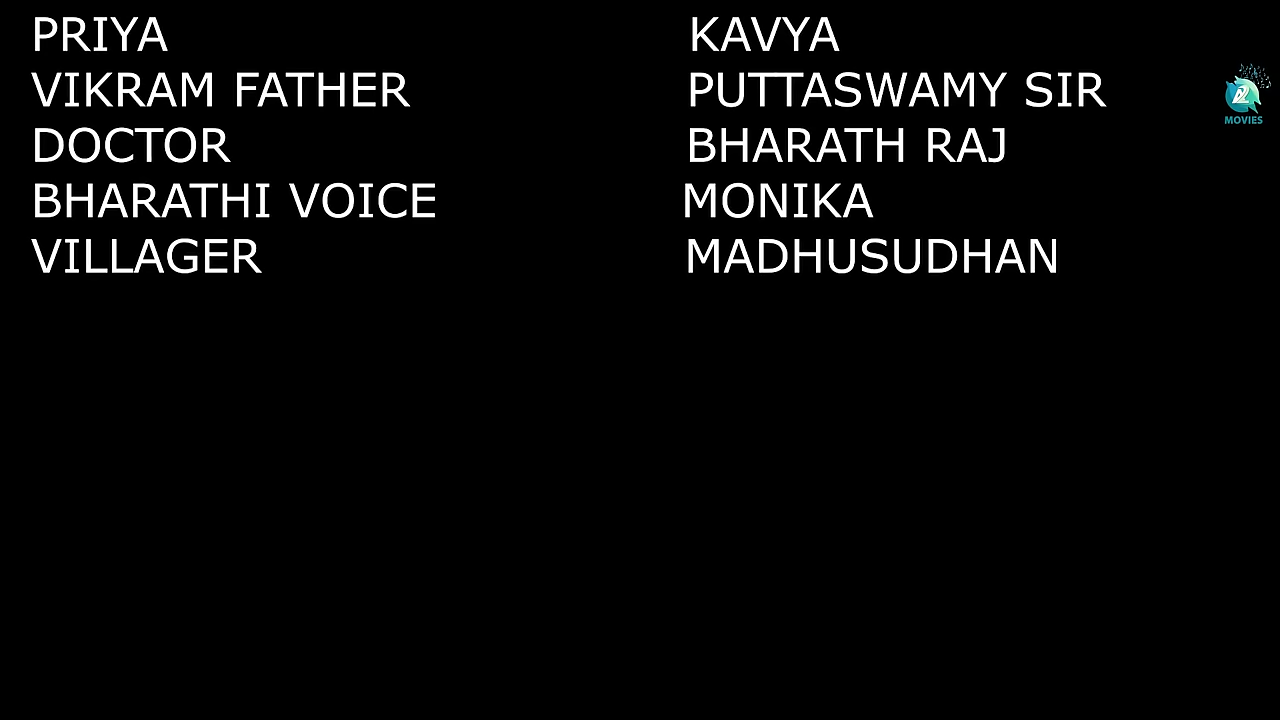 PRIYA KAVYA
VIKRAM FATHER PUTTASWAMY SIR
DOCTOR BHARATH RAJ
BHARATHI VOICE MONIKA
VILLAGER MADHUSUDHAN
MOVIES